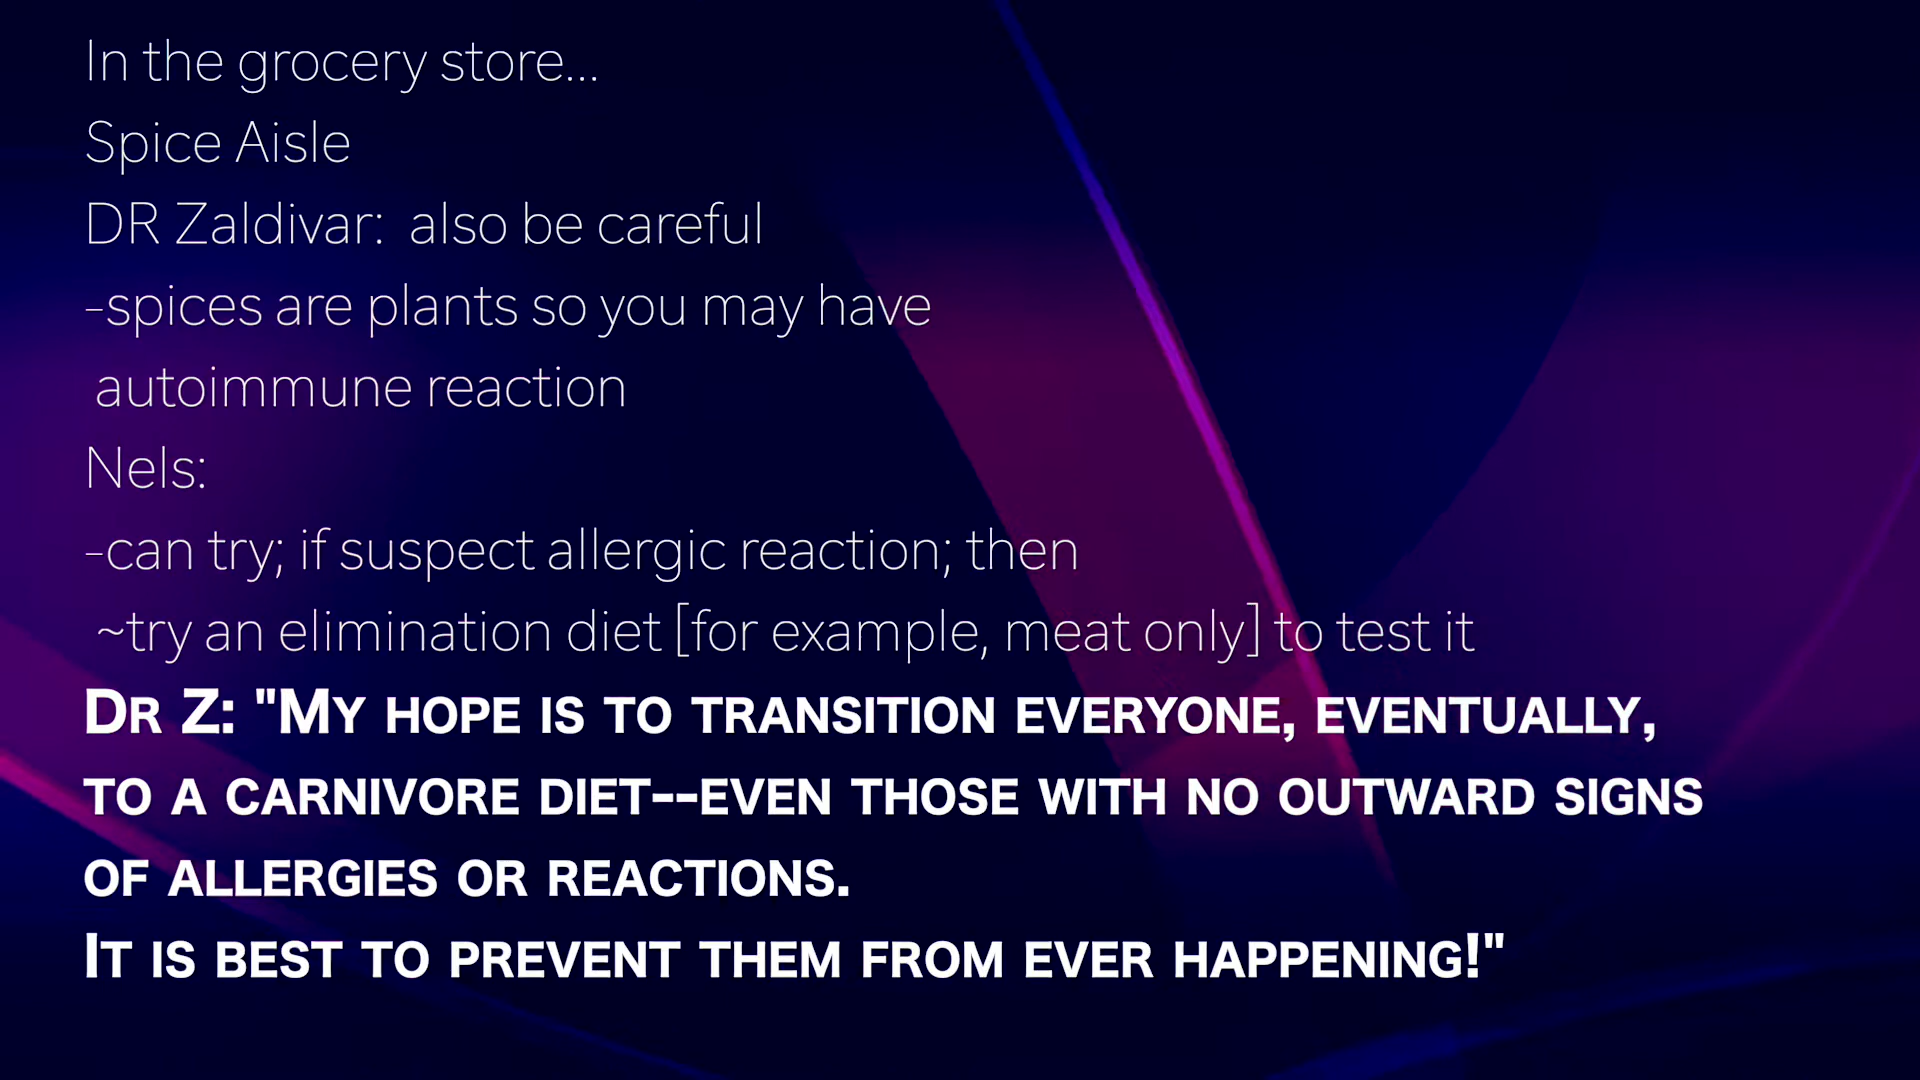 In the grocery store...
Spice Aisle
DR Zaldivar:  also be careful
-spices are plants so you may have
 autoimmune reaction
Nels:
-can try; if suspect allergic reaction; then
 ~try an elimination diet [for example, meat only] to test it
Dr Z: "My hope is to transition everyone, eventually,
to a carnivore diet--even those with no outward signs
of allergies or reactions.
It is best to prevent them from ever happening!"